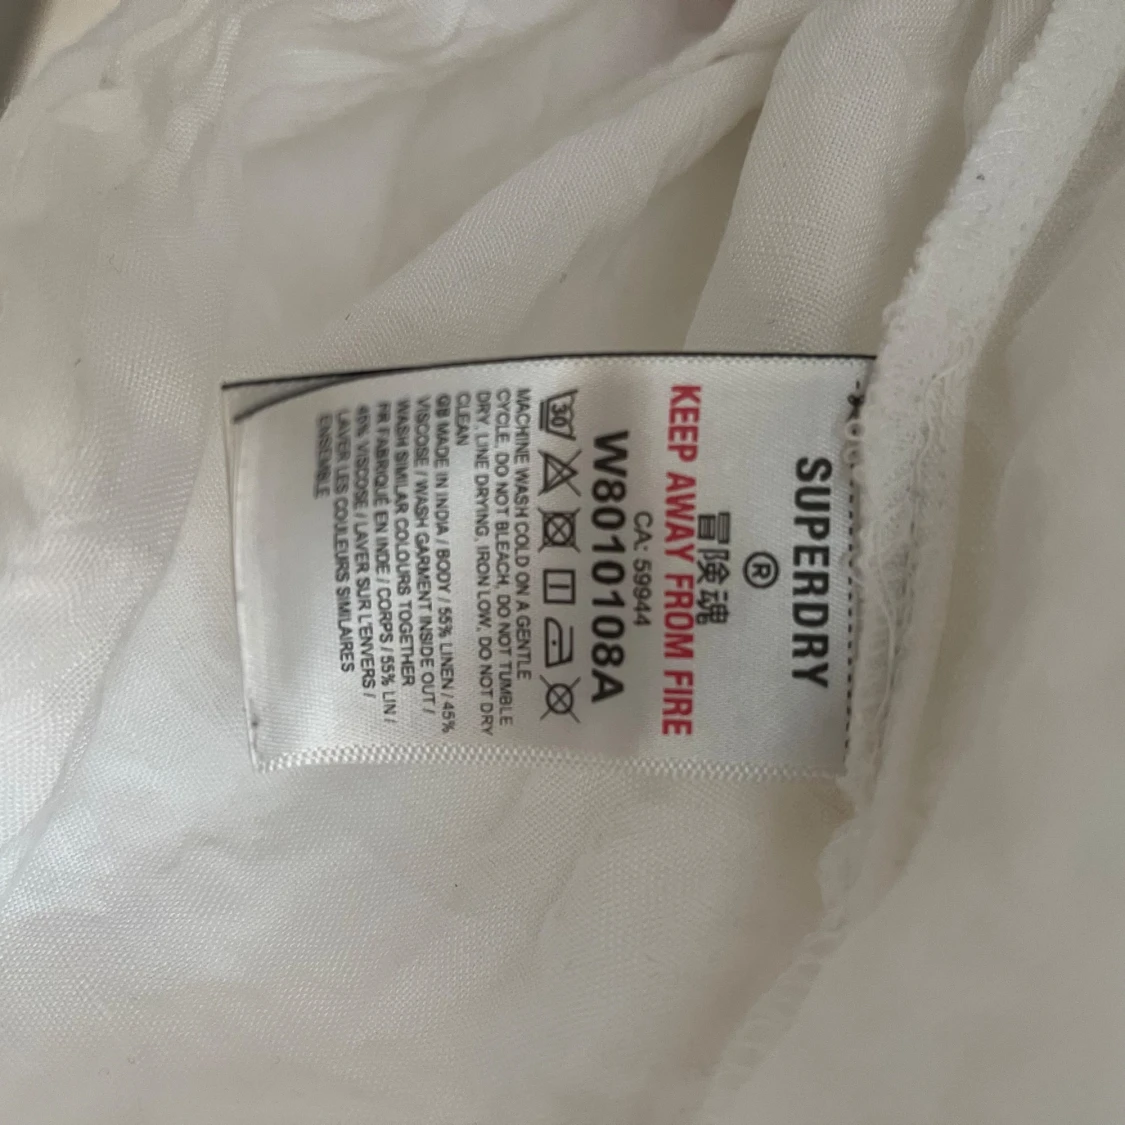 SUPERDRY
®
冒険魂
KEEP AWAY FROM FIRE
CA: 59944
W8010108A
30
MACHINE WASH COLD ON A GENTLE
CYCLE, DO NOT BLEACH, DO NOT TUMBLE
DRY, LINE DRYING, IRON LOW, DO NOT DRY
CLEAN
GB MADE IN INDIA / BODY / 55% LINEN / 45%
VISCOSE / WASH GARMENT INSIDE OUT /
WASH SIMILAR COLOURS TOGETHER
FR FABRIQUÉ EN INDE / CORPS / 55% LIN /
45% VISCOSE / LAVER SUR L'ENVERS /
LAVER LES COULEURS SIMILAIRES
ENSEMBLE